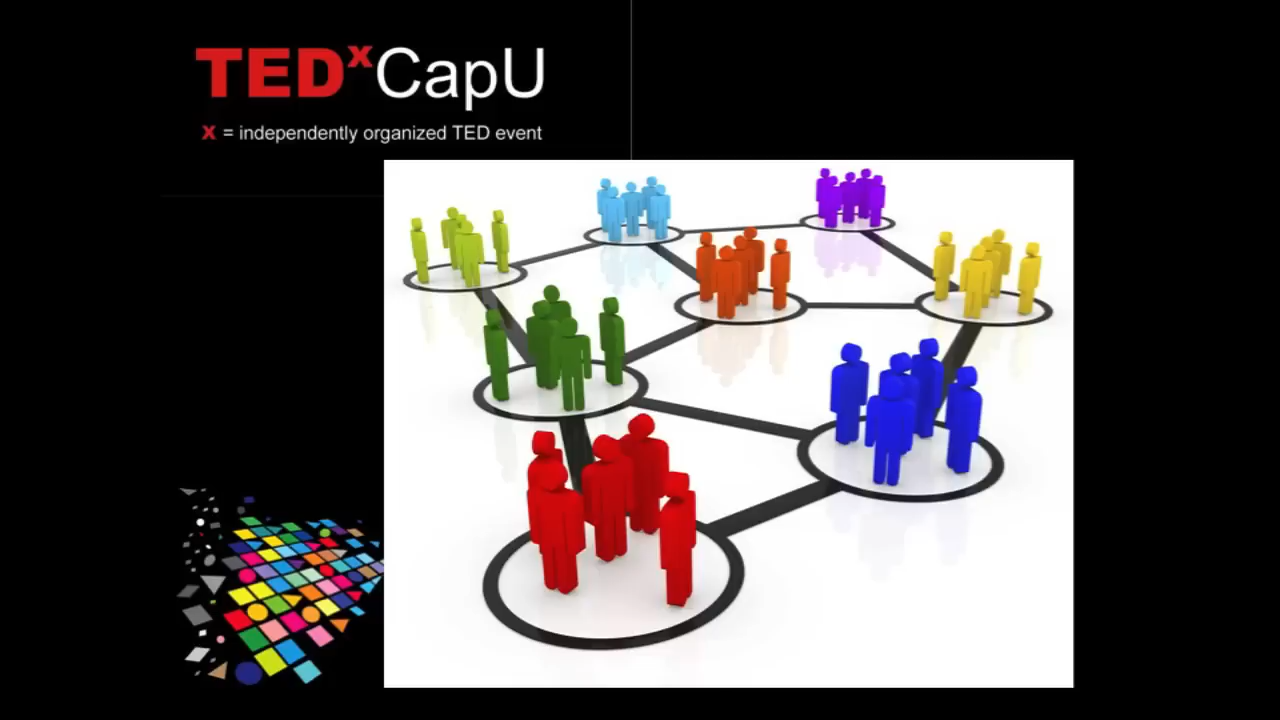 TEDxCapU
x = independently organized TED event